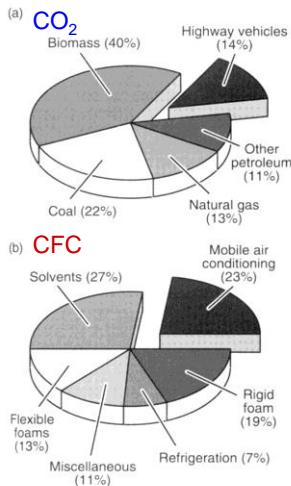 (a) CO2
Biomass (40%)
Highway vehicles
(14%)
Other
petroleum
(11%)
Natural gas
(13%)
Coal (22%)
(b) CFC
Solvents (27%)
Mobile air
conditioning
(23%)
Rigid
foam
(19%)
Refrigeration (7%)
Miscellaneous
(11%)
Flexible
foams
(13%)